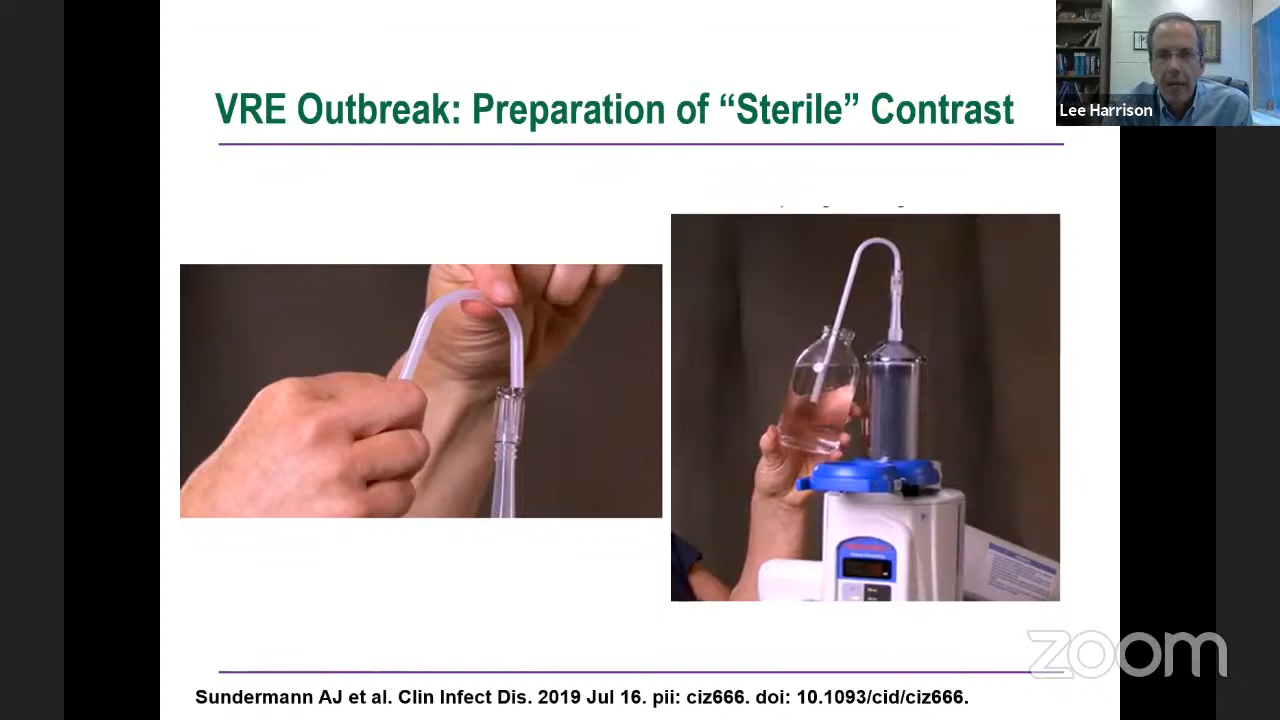 VRE Outbreak: Preparation of “Sterile” Contrast
Lee Harrison
zoom
Sundermann AJ et al. Clin Infect Dis. 2019 Jul 16. pii: ciz666. doi: 10.1093/cid/ciz666.